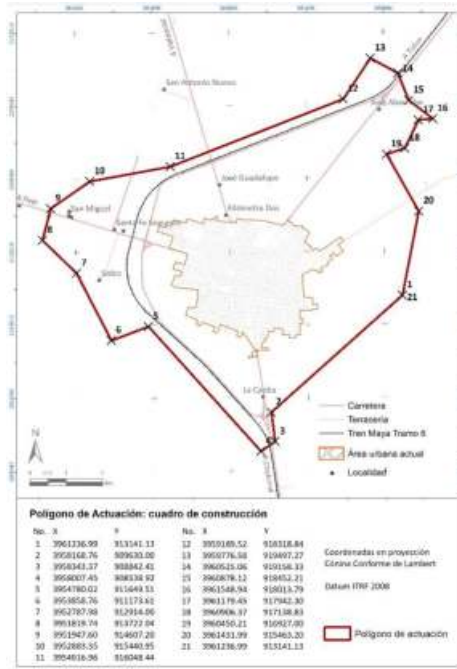 13
A Tulum
14
12
15
16
17
18
San Antonio Nuevo
19
11
10
José Guadalupe
20
9
San Miguel
Kilómetro Dos
8
7
1
21
5
6
La Ceiba
2
3
N
Carretera
Terracería
Tren Maya Tramo 6
Área urbana actual
Localidad
Polígono de Actuación: cuadro de construcción
No. X Y No. X Y
1 3961236.99 913141.13 12 3959189.52 918318.84
2 3959168.76 909630.00 13 3959776.58 919497.27
3 3958343.37 908842.41 14 3960525.06 919158.33
4 3958007.45 908538.92 15 3960878.12 918452.21
5 3954780.02 911649.51 16 3961548.94 918013.79
6 3953858.76 911173.61 17 3961179.45 917942.30
7 3952787.98 912914.00 18 3960906.37 917138.83
8 3951819.74 913722.04 19 3960450.21 916927.00
9 3951947.60 914607.20 20 3961431.99 915463.20
10 3952883.55 915440.95 21 3961236.99 913141.13
11 3954916.96 916048.44
Coordenadas en proyección
Cónica Conforme de Lambert
Datum ITRF 2008
Polígono de actuación